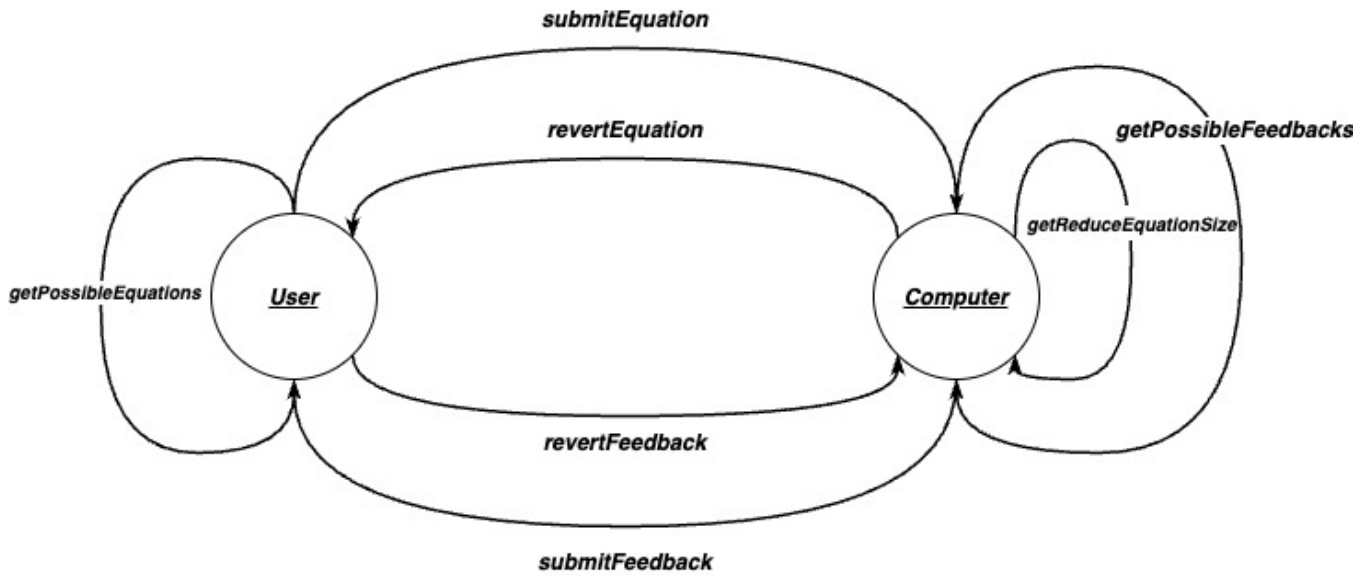 submitEquation
revertEquation
getPossibleFeedbacks
getReduceEquationSize
getPossibleEquations
User
Computer
revertFeedback
submitFeedback